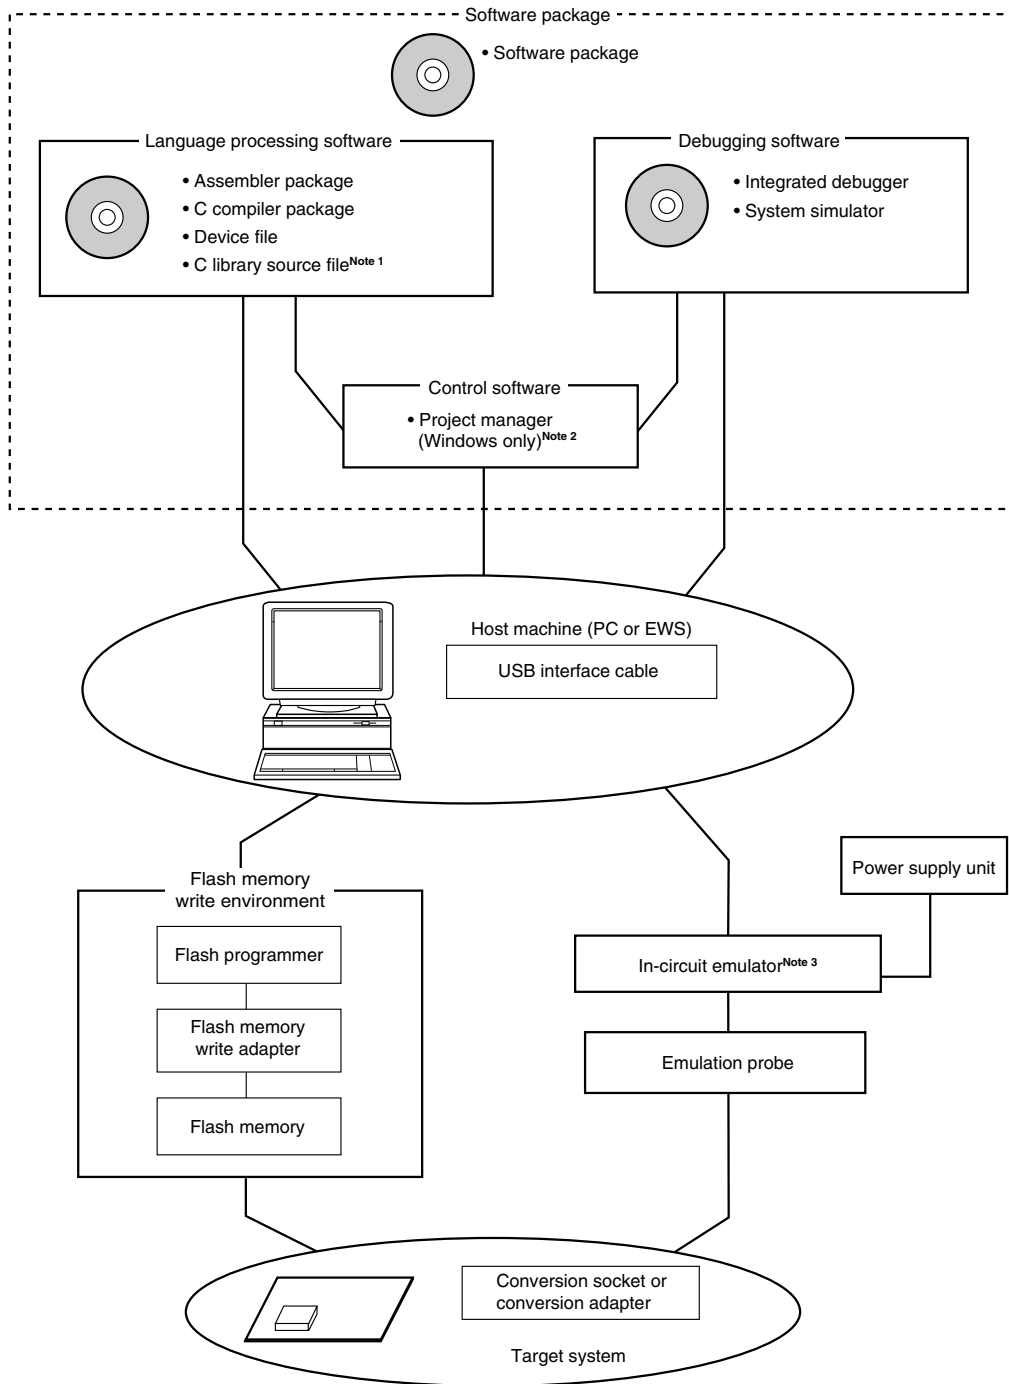 Software package
• Software package
Language processing software
• Assembler package
• C compiler package
• Device file
• C library source fileNote 1
Debugging software
• Integrated debugger
• System simulator
Control software
• Project manager
(Windows only)Note 2
Host machine (PC or EWS)
USB interface cable
Flash memory
write environment
Flash programmer
Flash memory
write adapter
Flash memory
Power supply unit
In-circuit emulatorNote 3
Emulation probe
Conversion socket or
conversion adapter
Target system